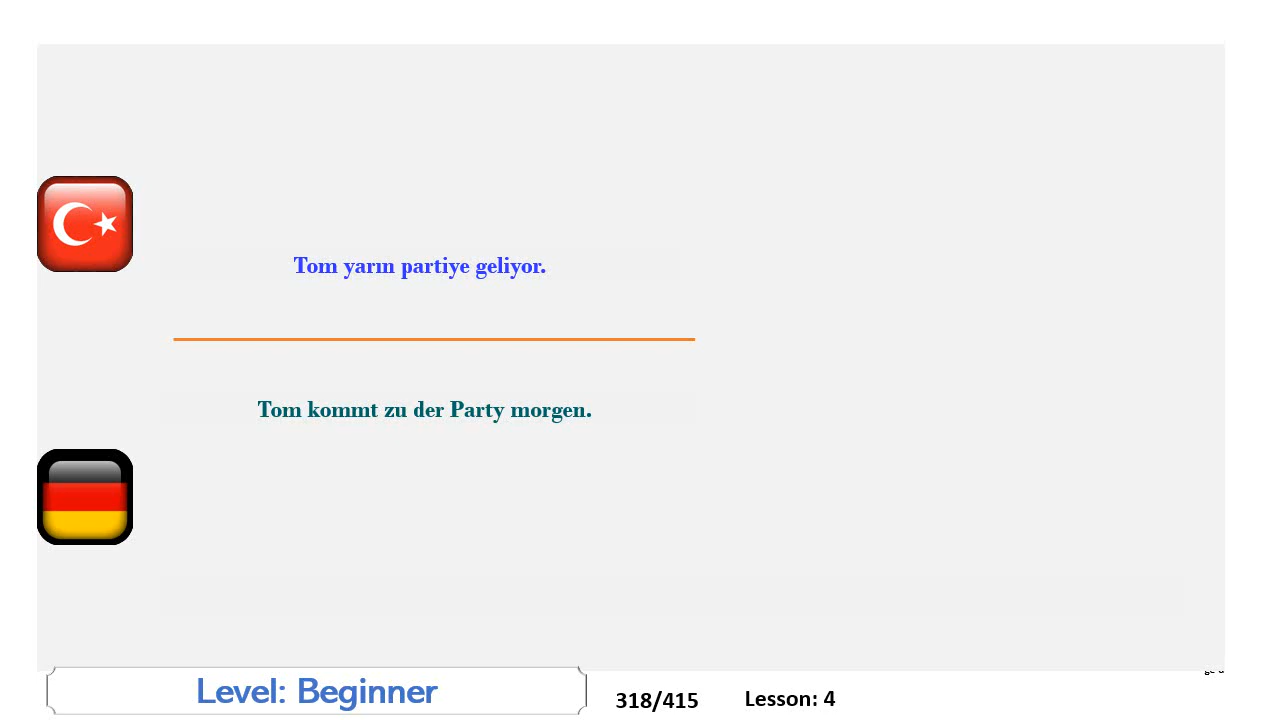 Tom yarın partiye geliyor.
Tom kommt zu der Party morgen.
Level: Beginner
318/415
Lesson: 4